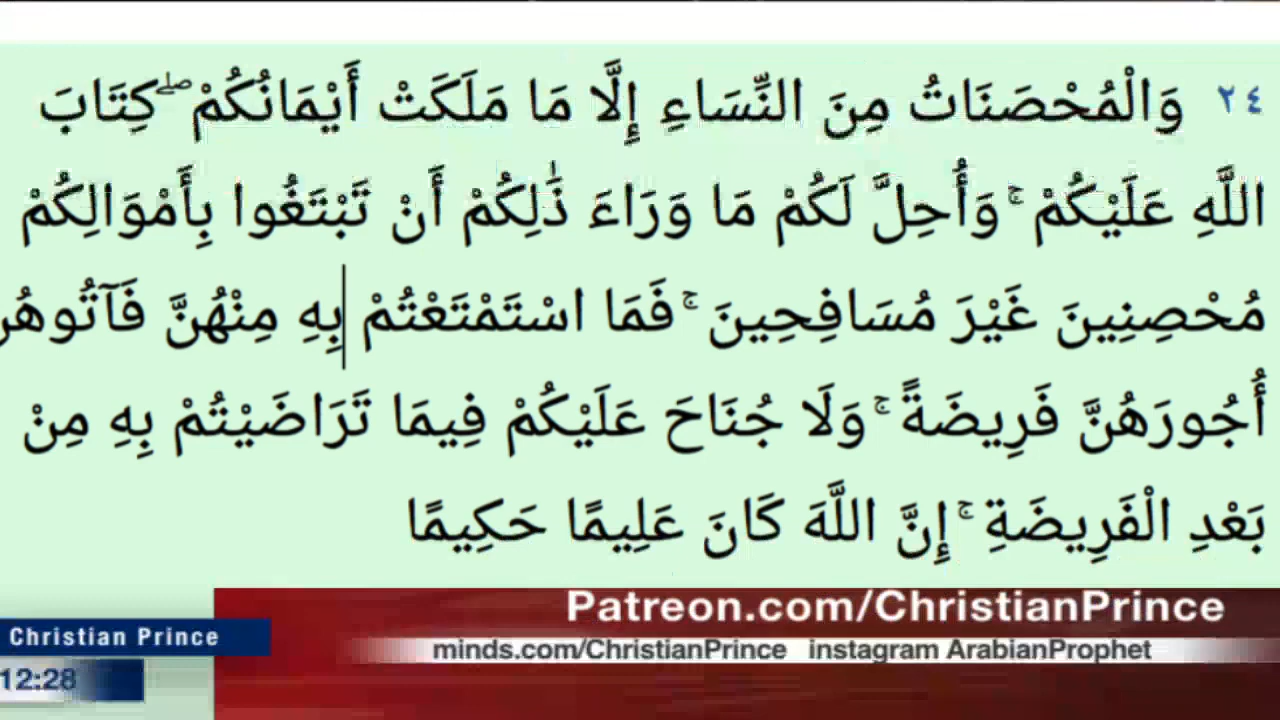 ٢٤ وَالْمُحْصَنَاتُ مِنَ النِّسَاءِ إِلَّا مَا مَلَكَتْ أَيْمَانُكُمْ ۖ كِتَابَ
اللَّهِ عَلَيْكُمْ ۚ وَأُحِلَّ لَكُمْ مَا وَرَاءَ ذَٰلِكُمْ أَنْ تَبْتَغُوا بِأَمْوَالِكُمْ
مُحْصِنِينَ غَيْرَ مُسَافِحِينَ ۚ فَمَا اسْتَمْتَعْتُمْ بِهِ مِنْهُنَّ فَآتُوهُن
أُجُورَهُنَّ فَرِيضَةً ۚ وَلَا جُنَاحَ عَلَيْكُمْ فِيمَا تَرَاضَيْتُمْ بِهِ مِنْ
بَعْدِ الْفَرِيضَةِ ۚ إِنَّ اللَّهَ كَانَ عَلِيمًا حَكِيمًا
Patreon.com/ChristianPrince
Christian Prince
minds.com/ChristianPrince instagram ArabianProphet
12:28